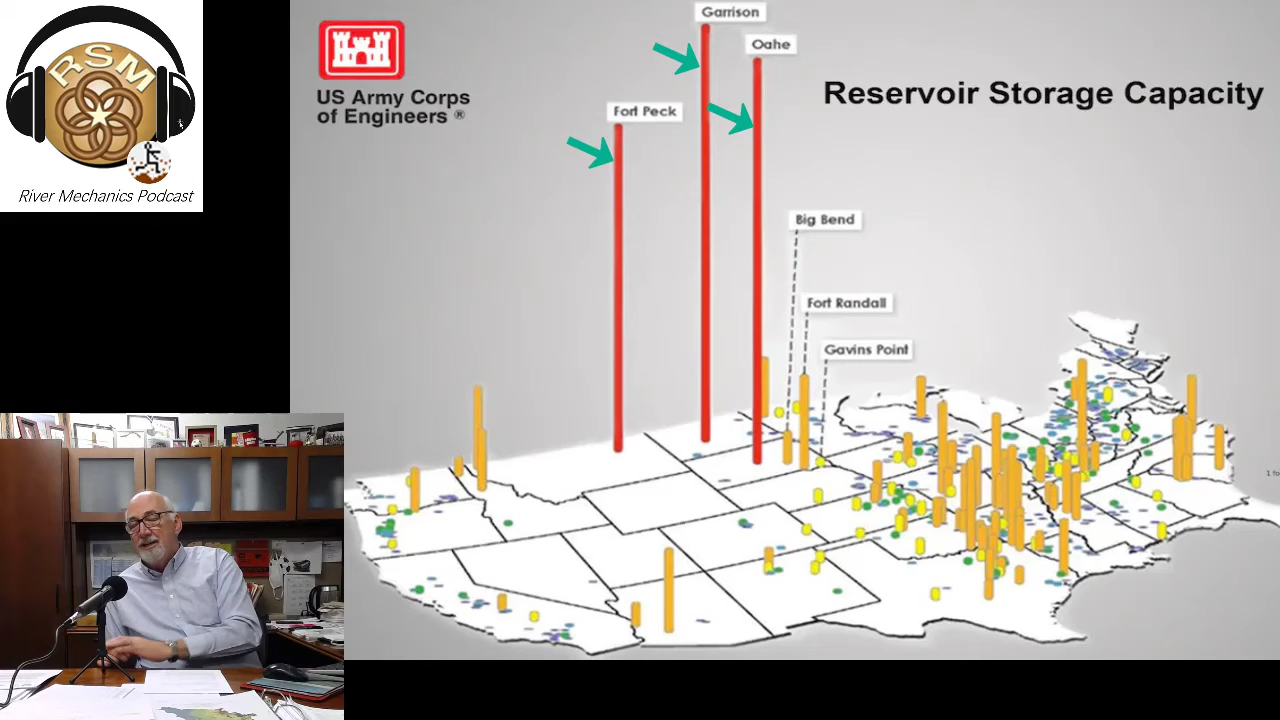 RSM
River Mechanics Podcast
US Army Corps
of Engineers ®
Reservoir Storage Capacity
Garrison
Oahe
Fort Peck
Big Bend
Fort Randall
Gavins Point